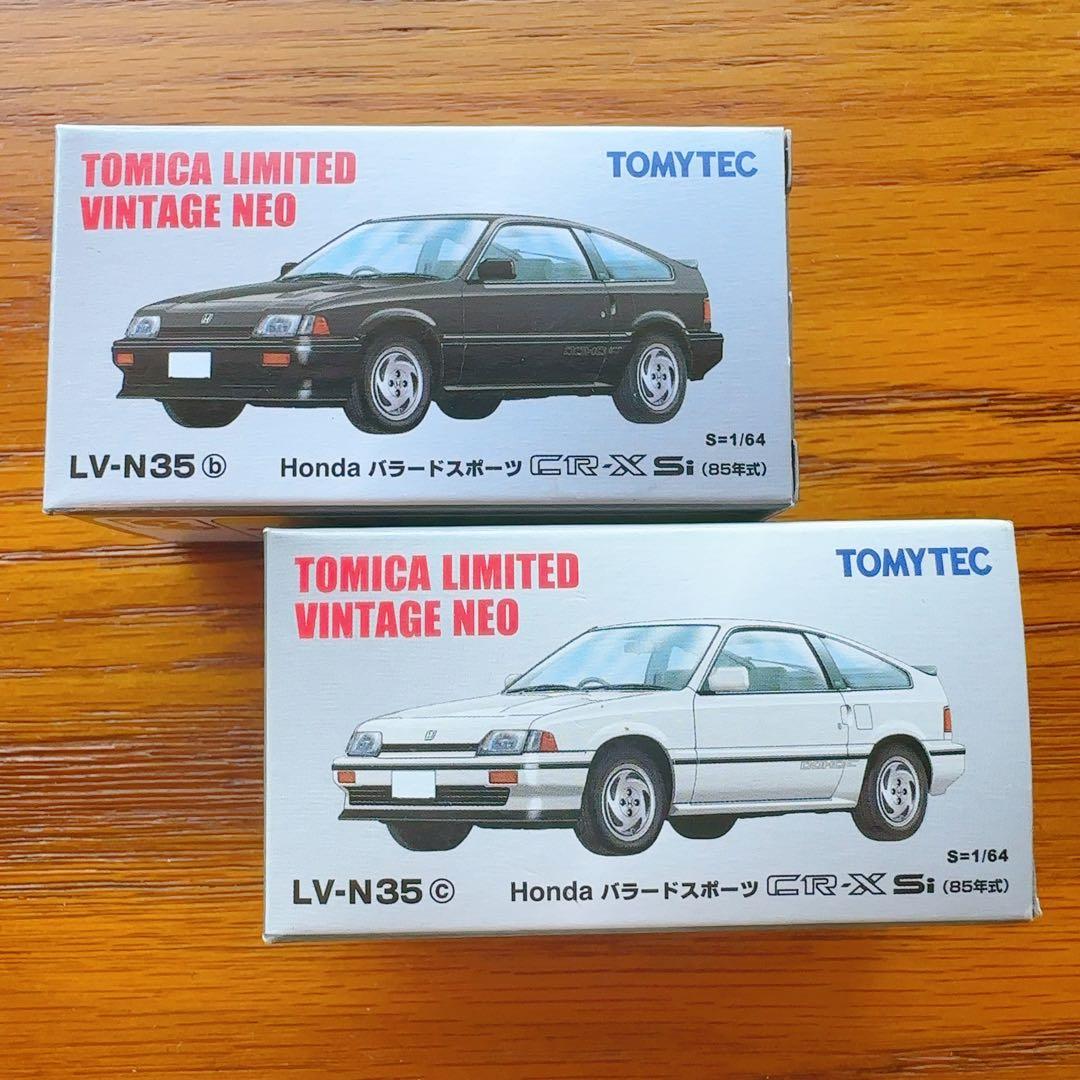 TOMICA LIMITED
VINTAGE NEO
TOMYTEC
S=1/64
LV-N35 ⓑ
Honda バラードスポーツ CR-X Si (85年式)
TOMICA LIMITED
VINTAGE NEO
TOMYTEC
S=1/64
LV-N35 ⓒ
Honda バラードスポーツ CR-X Si (85年式)